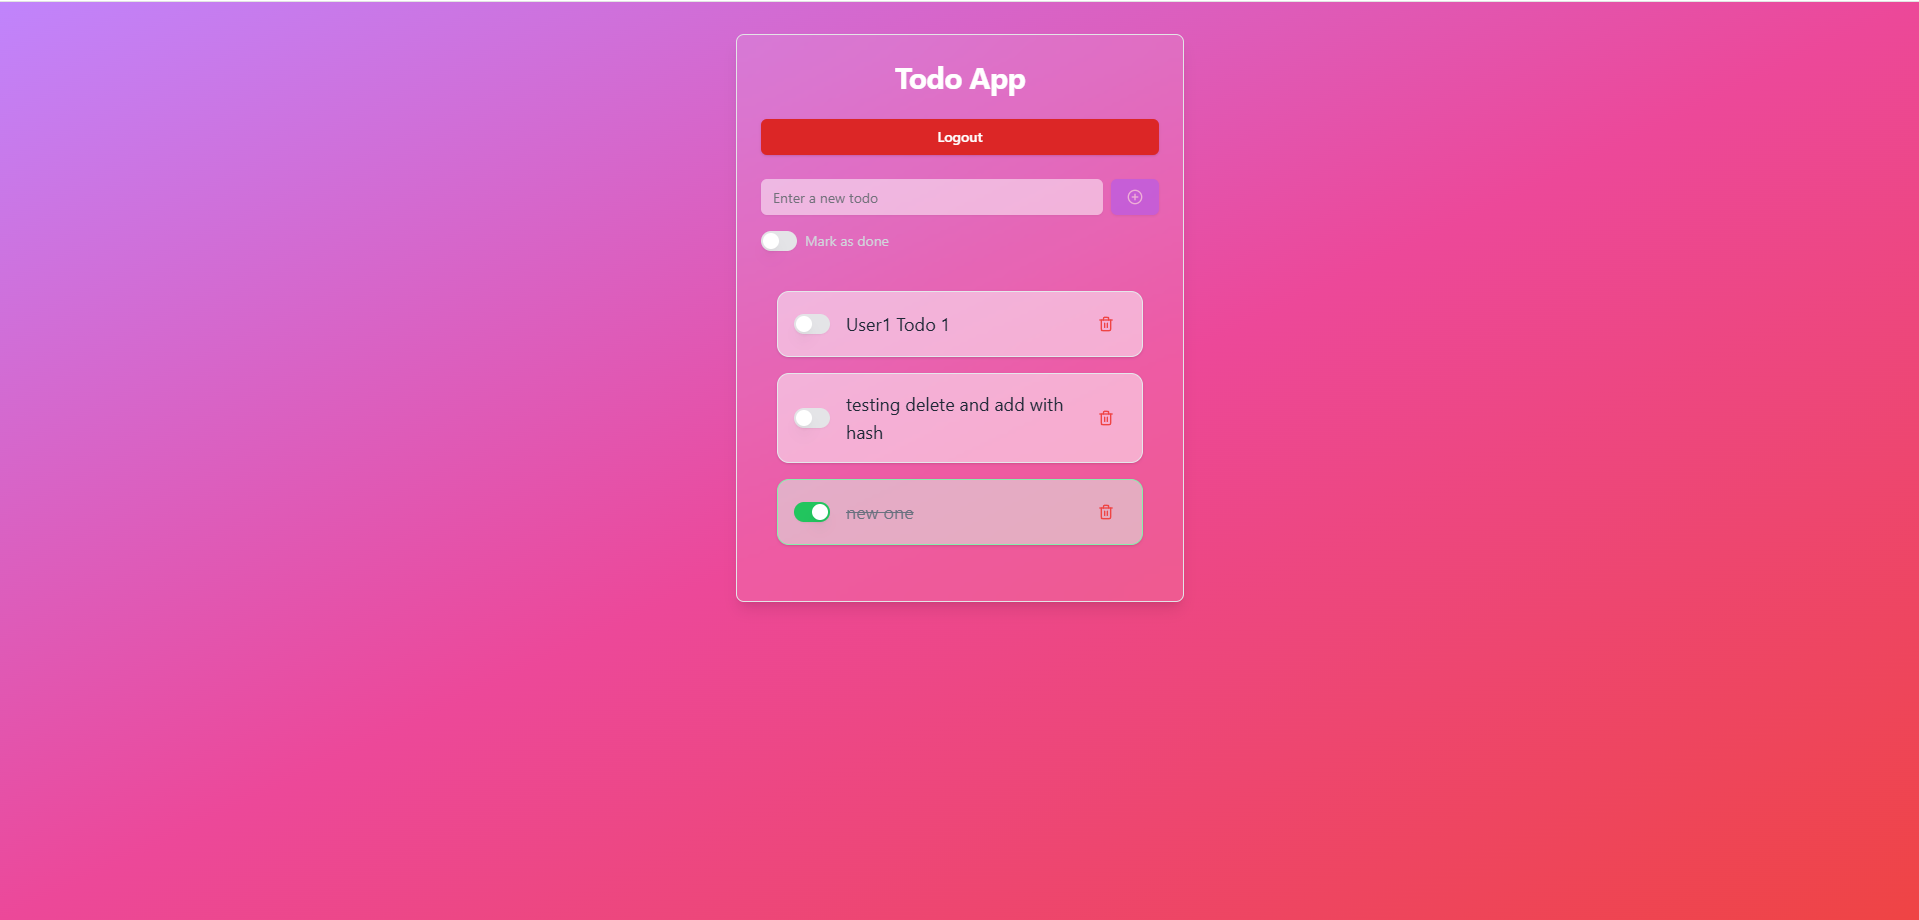 Todo App
Logout
Enter a new todo
Mark as done
User1 Todo 1
testing delete and add with
hash
new one